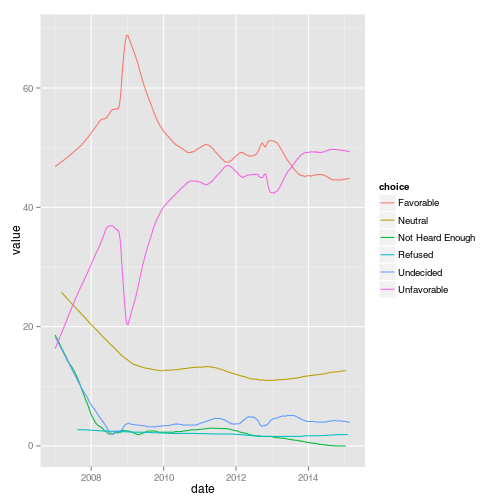 60
40
20
0
value
2008 2010 2012 2014
date
choice
Favorable
Neutral
Not Heard Enough
Refused
Undecided
Unfavorable